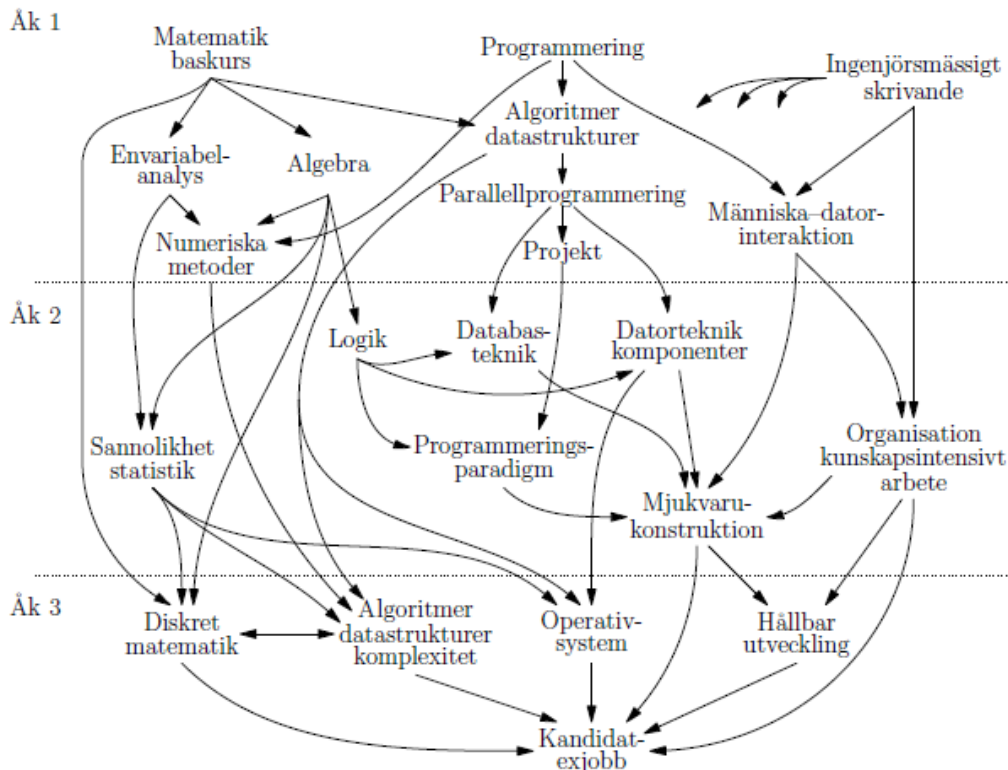 Åk 1
Matematik
baskurs
Programmering
Ingenjörsmässigt
skrivande
Algoritmer
datastrukturer
Envariabel-
analys
Algebra
Parallellprogrammering
Människa–dator-
interaktion
Numeriska
metoder
Projekt
Åk 2
Logik
Databas-
teknik
Datorteknik
komponenter
Sannolikhet
statistik
Programmerings-
paradigm
Organisation
kunskapsintensivt
arbete
Mjukvaru-
konstruktion
Åk 3
Diskret
matematik
Algoritmer
datastrukturer
komplexitet
Operativ-
system
Hållbar
utveckling
Kandidat-
exjobb